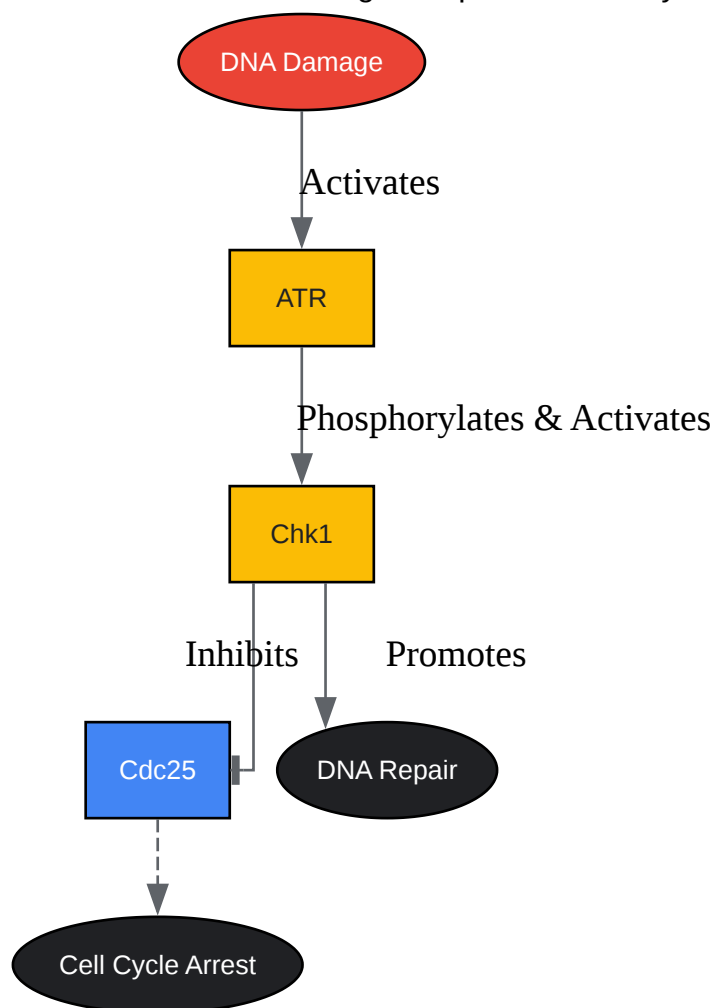 DNA Damage
Activates
ATR
Phosphorylates & Activates
Chk1
Inhibits
Promotes
Cdc25
DNA Repair
Cell Cycle Arrest